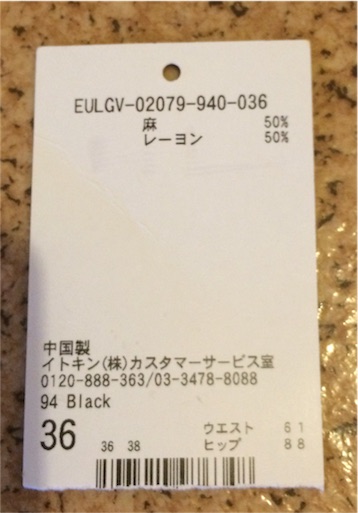 EULGV-02079-940-036
麻 50%
レーヨン 50%
中国製
イトキン(株)カスタマーサービス室
0120-888-363/03-3478-8088
94 Black
36 36 38 ウエスト 61
ヒップ 88